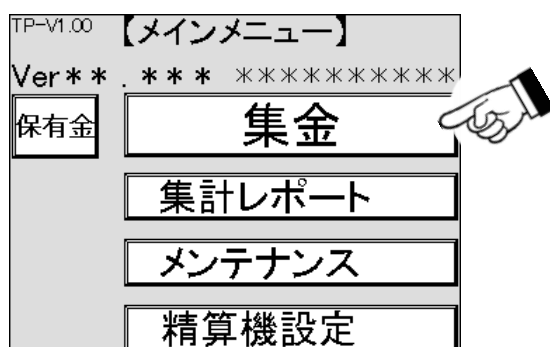 TP-V1.00 【メインメニュー】
Ver**.*** **********
保有金 集金
集計レポート
メンテナンス
精算機設定